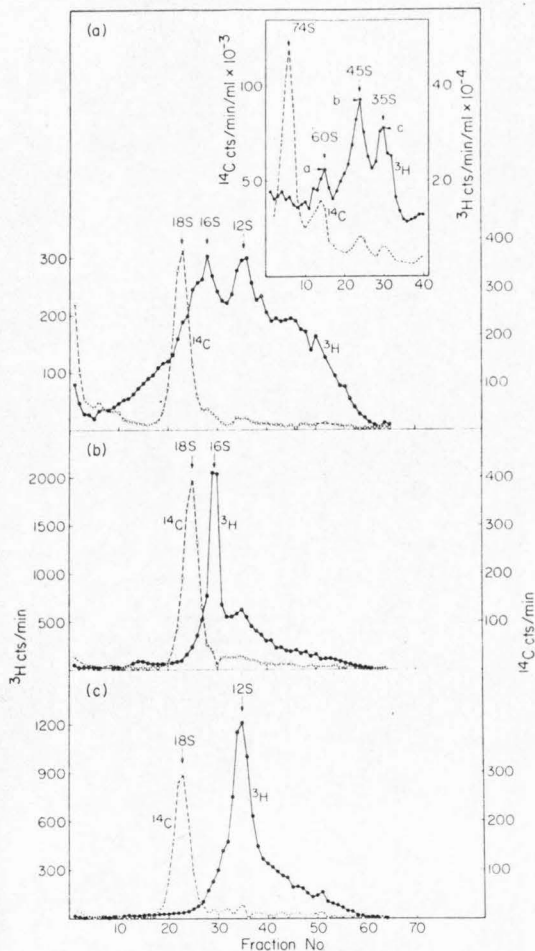 (a)
74S
¹⁴C cts/min/ml × 10⁻³
³H cts/min/ml × 10⁻⁴
100
50
40
20
45S
b
35S
c
60S
a
³H
¹⁴C
0 10 20 30 40
18S 16S 12S
300
200
100
400
300
200
100
¹⁴C
³H
(b)
18S 16S
2000
1500
1000
500
400
300
200
100
¹⁴C
³H
³H cts/min
¹⁴C cts/min
(c)
12S
18S
1200
900
600
300
300
200
100
¹⁴C
³H
10 20 30 40 50 60 70
Fraction No.